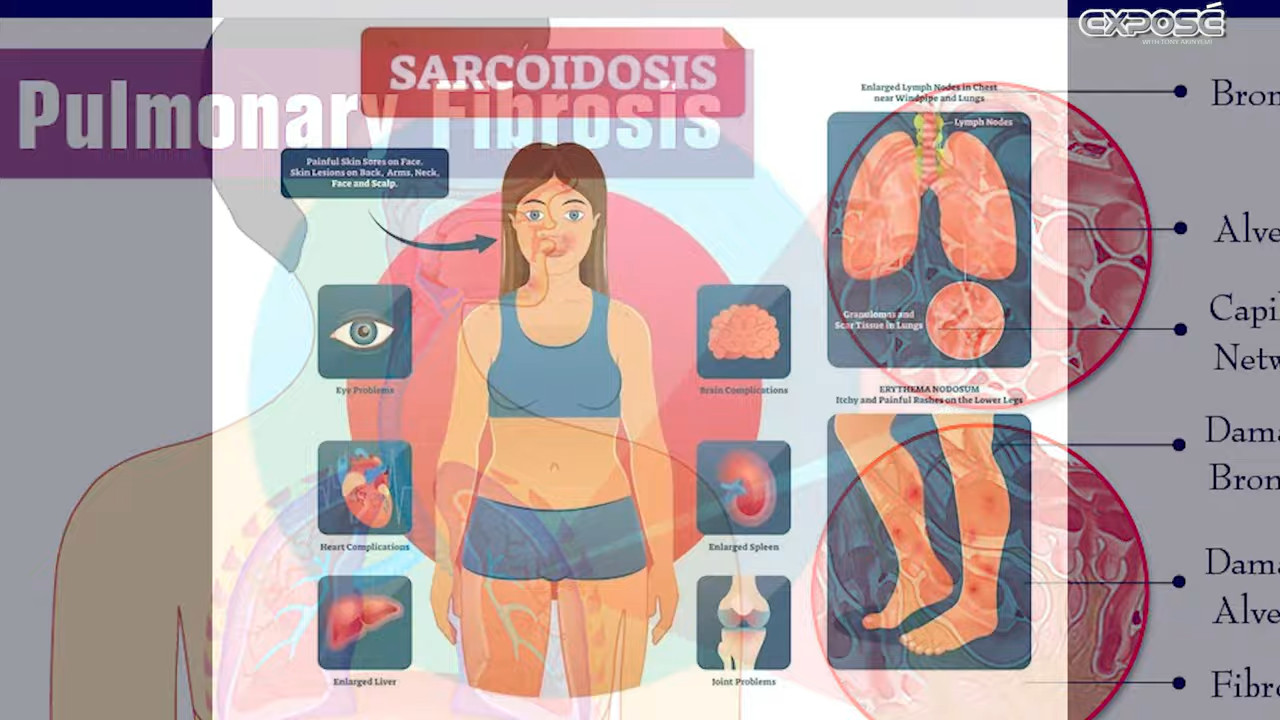 EXPOSÉ
SARCOIDOSIS
Pulmonary Fibrosis
Painful Skin Sores on Face.
Skin Lesions on Back, Arms, Neck,
Face and Scalp.
Enlarged Lymph Nodes in Chest
near Windpipe and Lungs
Lymph Nodes
Granulomas and
Scar Tissue in Lungs
Eye Problems
Brain Complications
ERYTHEMA NODOSUM
Itchy and Painful Rashes on the Lower Legs
Heart Complications
Enlarged Spleen
Enlarged Liver
Joint Problems
Bron
Alve
Capi
Netw
Dama
Bron
Dama
Alve
Fibr